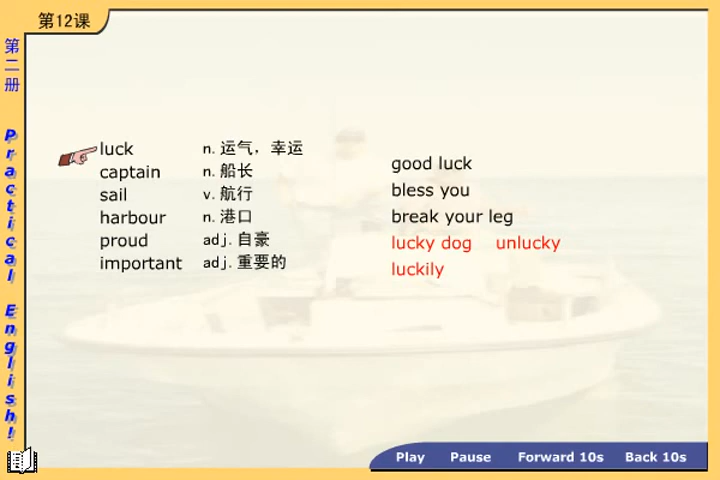 第12课
第二册
Practical English!
luck n. 运气，幸运
captain n. 船长
sail v. 航行
harbour n. 港口
proud adj. 自豪
important adj. 重要的
good luck
bless you
break your leg
lucky dog unlucky
luckily
Play Pause Forward 10s Back 10s